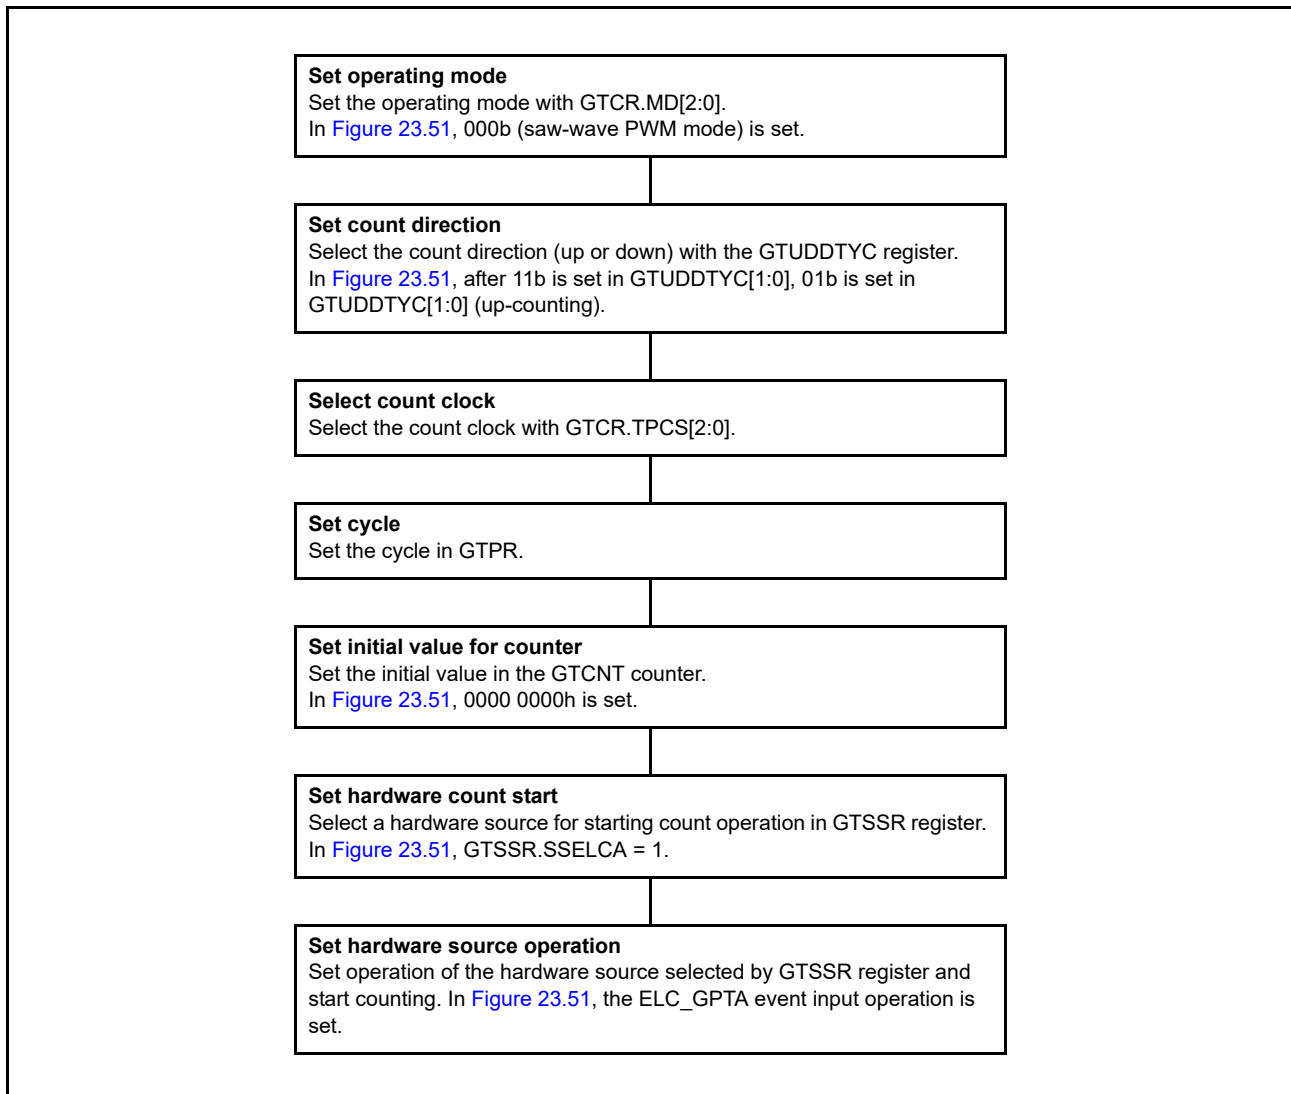 Set operating mode
Set the operating mode with GTCR.MD[2:0].
In Figure 23.51, 000b (saw-wave PWM mode) is set.
Set count direction
Select the count direction (up or down) with the GTUDDTYC register.
In Figure 23.51, after 11b is set in GTUDDTYC[1:0], 01b is set in
GTUDDTYC[1:0] (up-counting).
Select count clock
Select the count clock with GTCR.TPCS[2:0].
Set cycle
Set the cycle in GTPR.
Set initial value for counter
Set the initial value in the GTCNT counter.
In Figure 23.51, 0000 0000h is set.
Set hardware count start
Select a hardware source for starting count operation in GTSSR register.
In Figure 23.51, GTSSR.SSELCA = 1.
Set hardware source operation
Set operation of the hardware source selected by GTSSR register and
start counting. In Figure 23.51, the ELC_GPTA event input operation is
set.